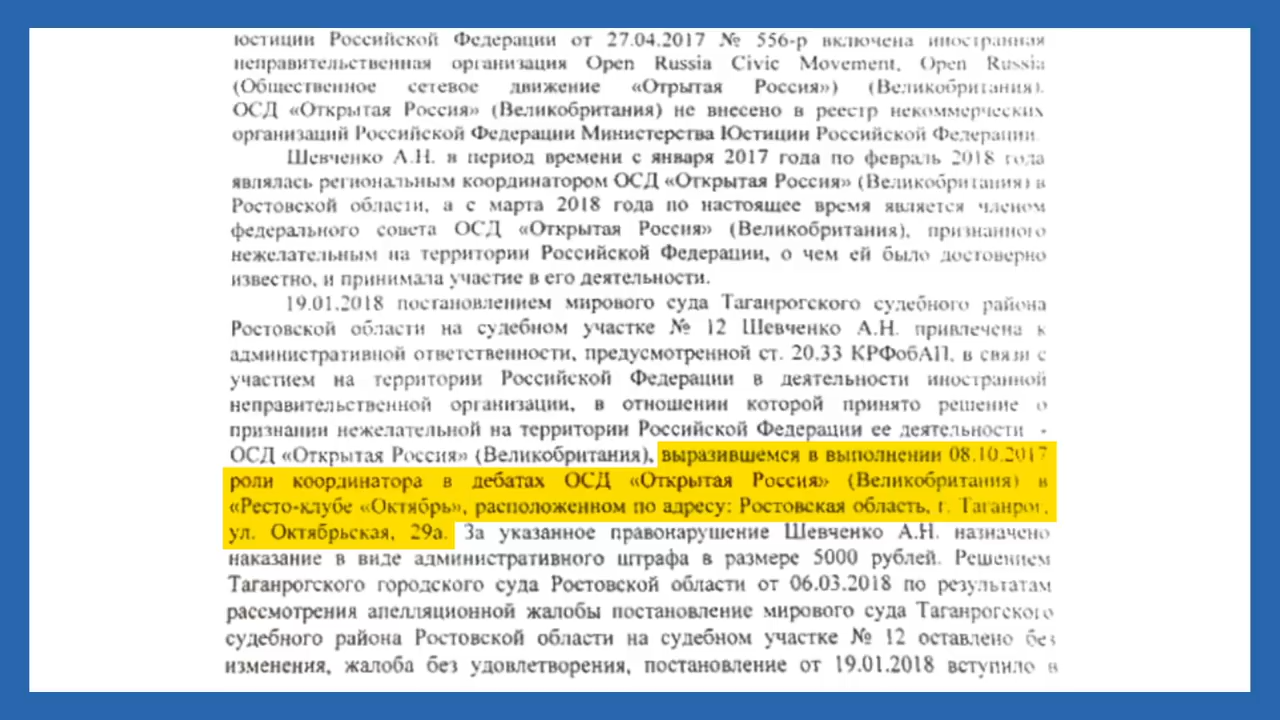 юстиции Российской Федерации от 27.04.2017 № 556-р включена иностранная
неправительственная организация Open Russia Civic Movement, Open Russia
(Общественное сетевое движение «Отрытая Россия») (Великобритания).
ОСД «Открытая Россия» (Великобритания) не внесено в реестр некоммерческих
организаций Российской Федерации Министерства Юстиции Российской Федерации.
Шевченко А.Н. в период времени с января 2017 года по февраль 2018 года
являлась региональным координатором ОСД «Открытая Россия» (Великобритания) в
Ростовской области, а с марта 2018 года по настоящее время является членом
федерального совета ОСД «Открытая Россия» (Великобритания), признанного
нежелательным на территории Российской Федерации, о чем ей было достоверно
известно, и принимала участие в его деятельности.
19.01.2018 постановлением мирового суда Таганрогского судебного района
Ростовской области на судебном участке № 12 Шевченко А.Н. привлечена к
административной ответственности, предусмотренной ст. 20.33 КРФобАП, в связи с
участием на территории Российской Федерации в деятельности иностранной
неправительственной организации, в отношении которой принято решение о
признании нежелательной на территории Российской Федерации ее деятельности -
ОСД «Открытая Россия» (Великобритания), выразившемся в выполнении 08.10.2017
роли координатора в дебатах ОСД «Открытая Россия» (Великобритания) в
«Ресто-клубе «Октябрь», расположенном по адресу: Ростовская область, г. Таганрог,
ул. Октябрьская, 29а. За указанное правонарушение Шевченко А.Н. назначено
наказание в виде административного штрафа в размере 5000 рублей. Решением
Таганрогского городского суда Ростовской области от 06.03.2018 по результатам
рассмотрения апелляционной жалобы постановление мирового суда Таганрогского
судебного района Ростовской области на судебном участке № 12 оставлено без
изменения, жалоба без удовлетворения, постановление от 19.01.2018 вступило в